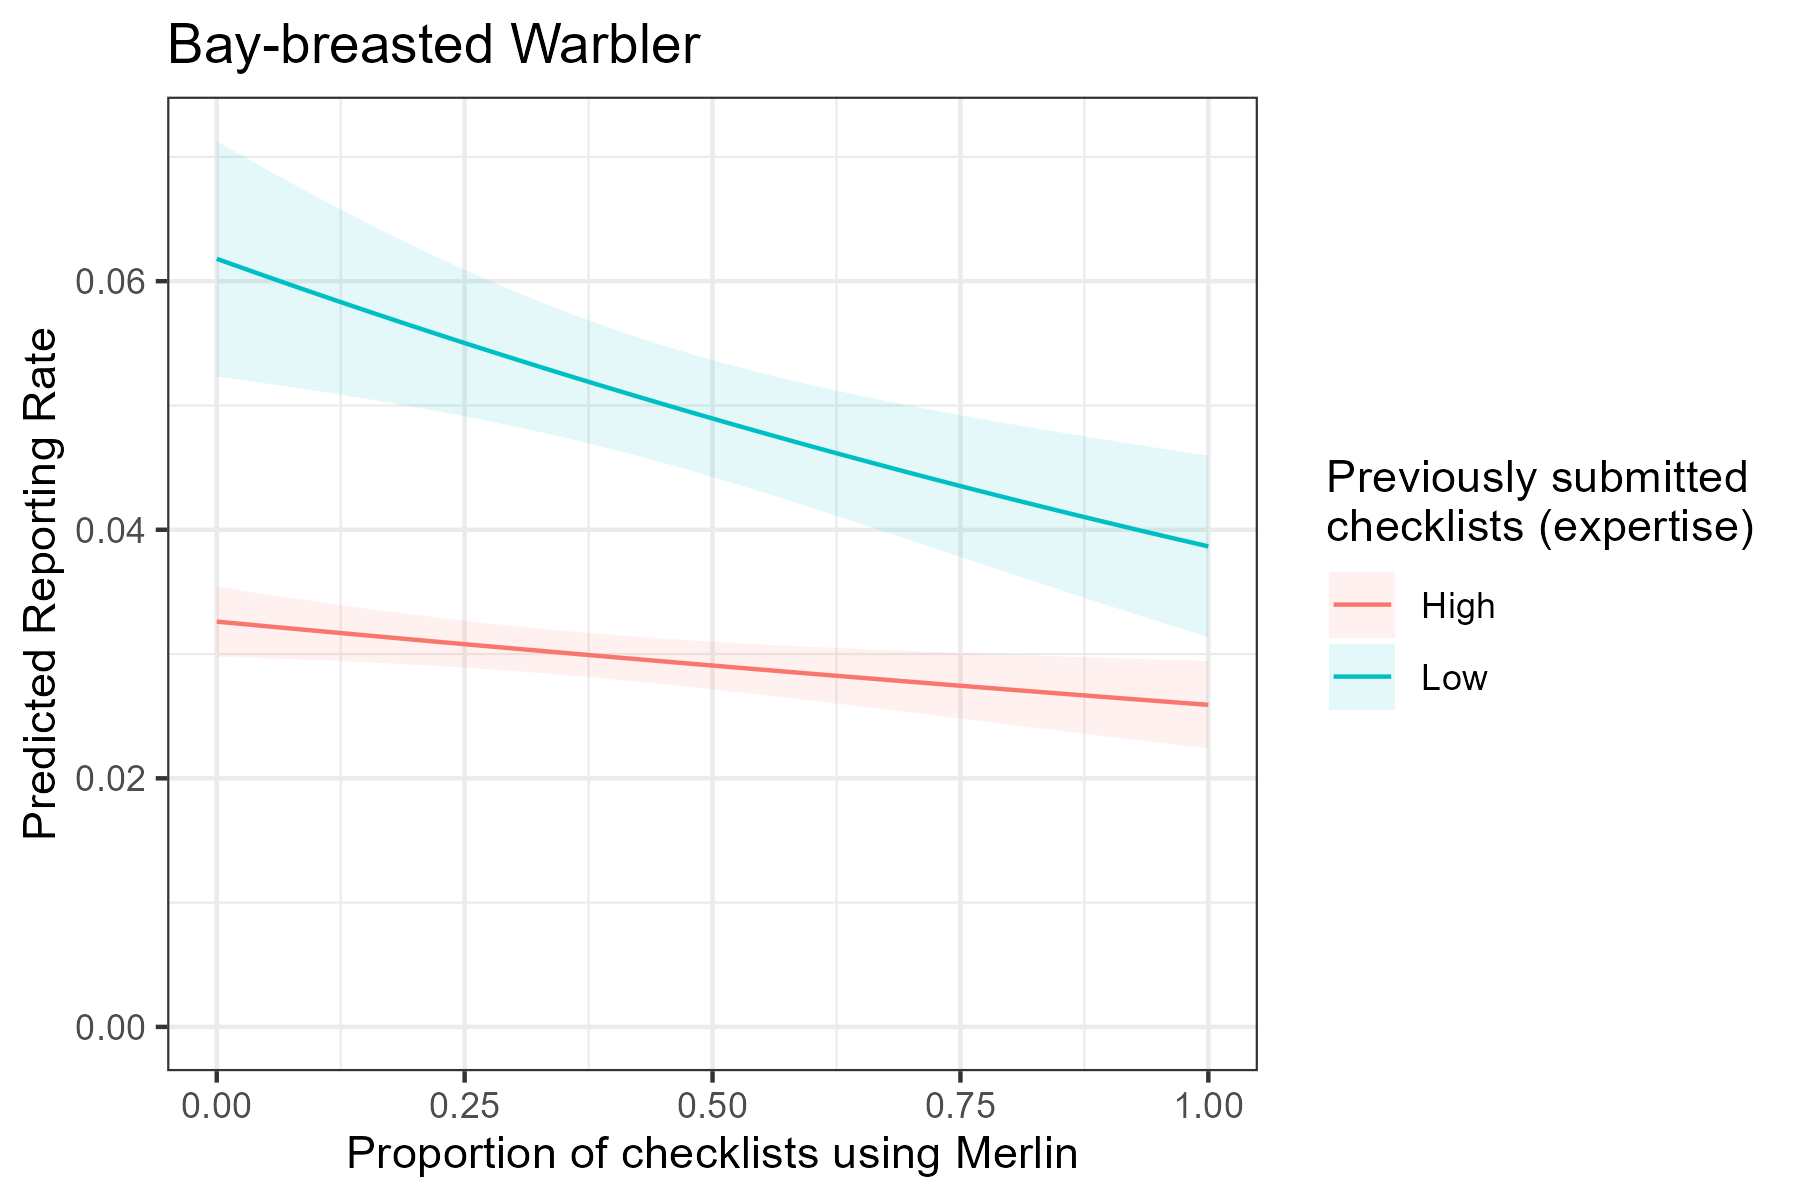 Bay-breasted Warbler
Predicted Reporting Rate
0.06
0.04
0.02
0.00
0.00 0.25 0.50 0.75 1.00
Proportion of checklists using Merlin
Previously submitted
checklists (expertise)
High
Low